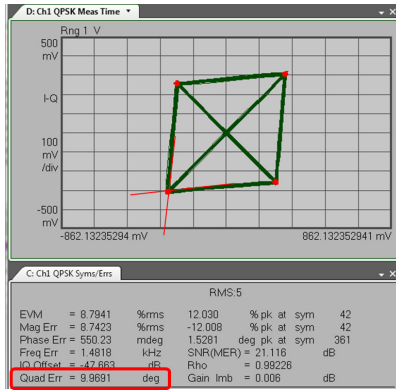 D: Ch1 QPSK Meas Time
Rng 1 V
500
mV
I-Q
100
mV
/div
-500
mV
-862.13235294 mV 862.132352941 mV
C: Ch1 QPSK Syms/Errs
RMS:5
EVM = 8.7941 %rms 12.030 % pk at sym 42
Mag Err = 8.7423 %rms -12.008 % pk at sym 42
Phase Err = 550.23 mdeg 1.5281 deg pk at sym 361
Freq Err = 1.4818 kHz SNR(MER) = 21.116 dB
IQ Offset = -47.663 dB Rho = 0.99226
Quad Err = 9.9691 deg Gain Imb = 0.006 dB